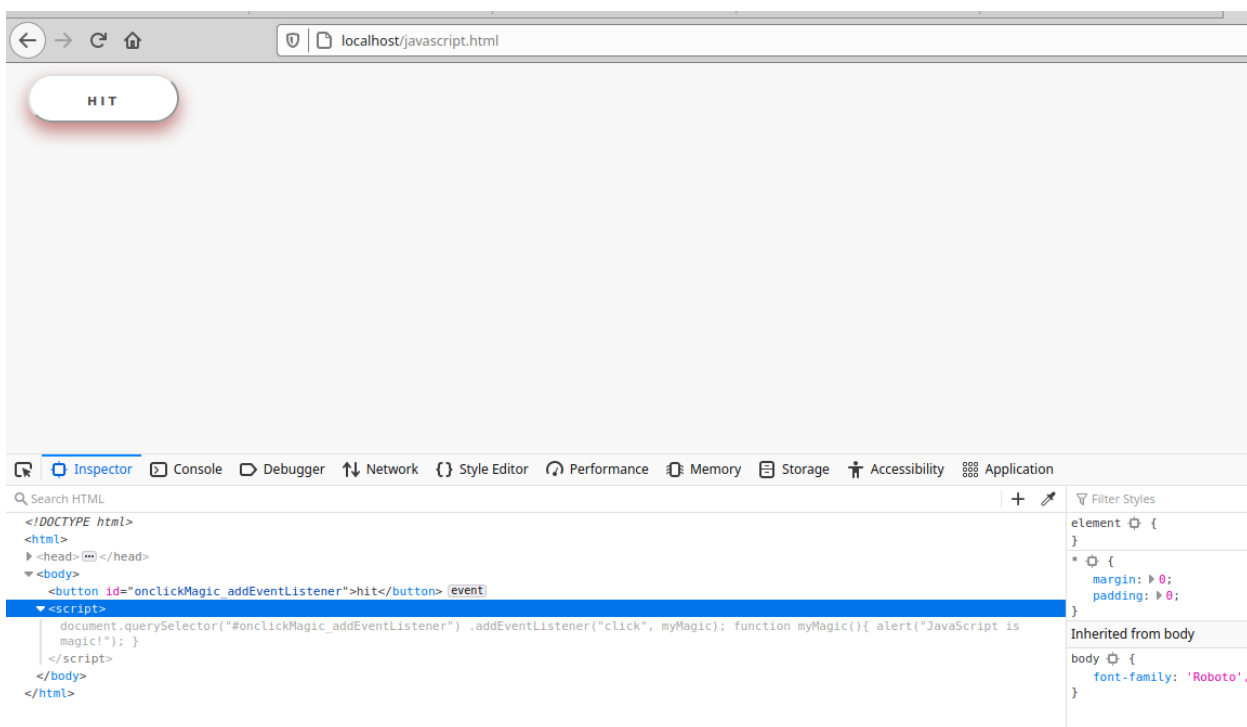 localhost/javascript.html
HIT
Inspector Console Debugger Network Style Editor Performance Memory Storage Accessibility Application
Search HTML
Filter Styles
<!DOCTYPE html>
<html>
<head> ••• </head>
<body>
<button id="onclickMagic_addEventListener">hit</button> event
<script>
document.querySelector("#onclickMagic_addEventListener") .addEventListener("click", myMagic); function myMagic(){ alert("JavaScript is
magic!"); }
</script>
</body>
</html>
element {
}
* {
margin: 0;
padding: 0;
}
Inherited from body
body {
font-family: 'Roboto',
}